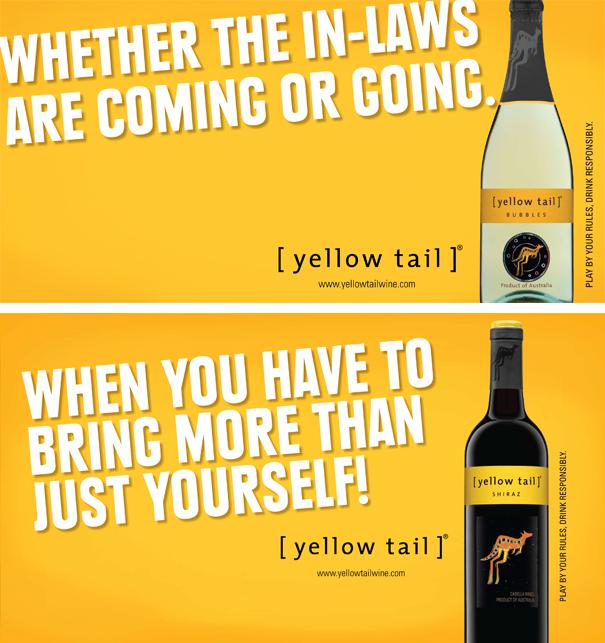 WHETHER THE IN-LAWS
ARE COMING OR GOING.
[ yellow tail ]®
www.yellowtailwine.com
[ yellow tail ]®
BUBBLES
Product of Australia
PLAY BY YOUR RULES, DRINK RESPONSIBLY.
WHEN YOU HAVE TO
BRING MORE THAN
JUST YOURSELF!
[ yellow tail ]®
www.yellowtailwine.com
[ yellow tail ]®
SHIRAZ
CASELLA WINES
PRODUCT OF AUSTRALIA
PLAY BY YOUR RULES, DRINK RESPONSIBLY.